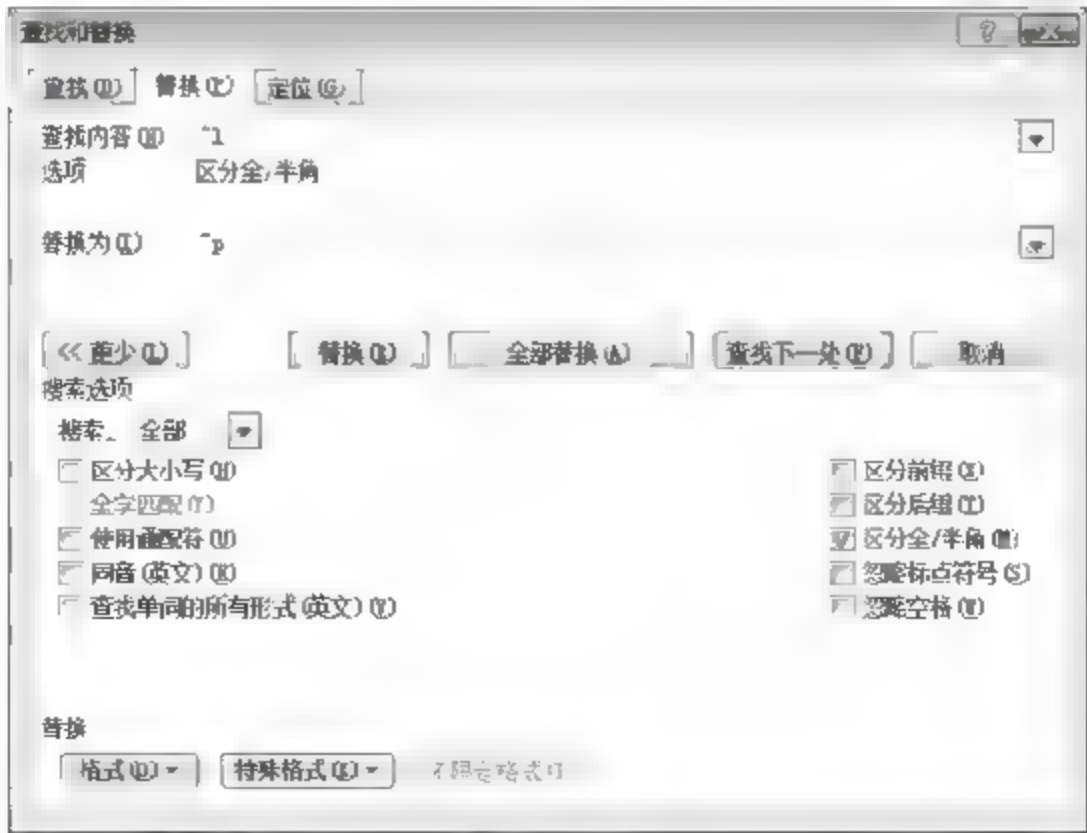 查找和替换
查找(D) 替换(P) 定位(G)
查找内容(N) ^l
选项 区分全/半角
替换为(I) ^p
<< 更少(L) 替换(R) 全部替换(A) 查找下一处(F) 取消
搜索选项
搜索: 全部
区分大小写(H) 区分前缀(X)
全字匹配(Y) 区分后缀(T)
使用通配符(U) 区分全/半角(M)
同音(英文)(K) 忽略标点符号(S)
查找单词的所有形式(英文)(W) 忽略空格(W)
替换
格式(O) 特殊格式(E) 不限定格式(T)